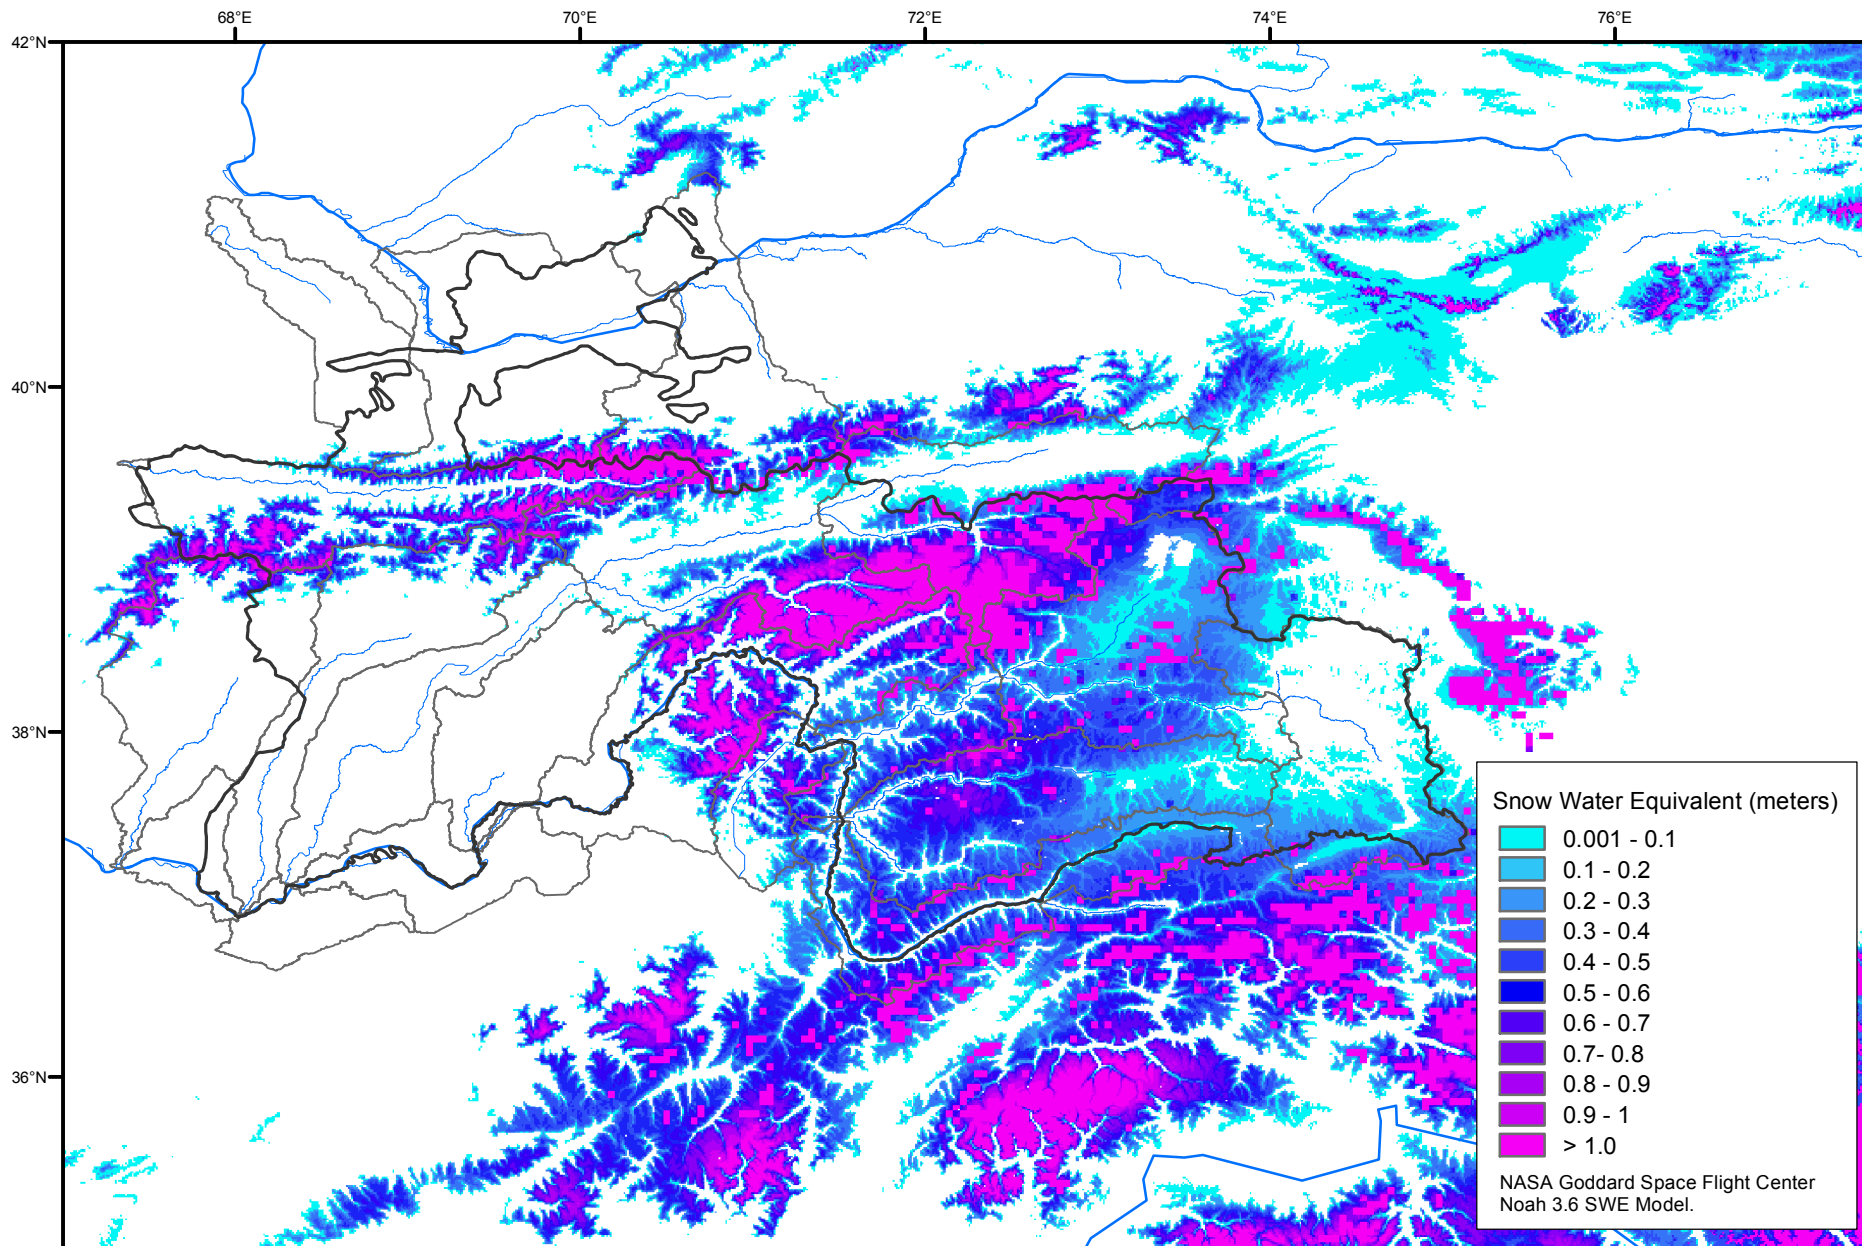 68°E
70°E
72°E
74°E
76°E
42°N
40°N
38°N
36°N
Snow Water Equivalent (meters)
0.001 - 0.1
0.1 - 0.2
0.2 - 0.3
0.3 - 0.4
0.4 - 0.5
0.5 - 0.6
0.6 - 0.7
0.7- 0.8
0.8 - 0.9
0.9 - 1
> 1.0
NASA Goddard Space Flight Center
Noah 3.6 SWE Model.